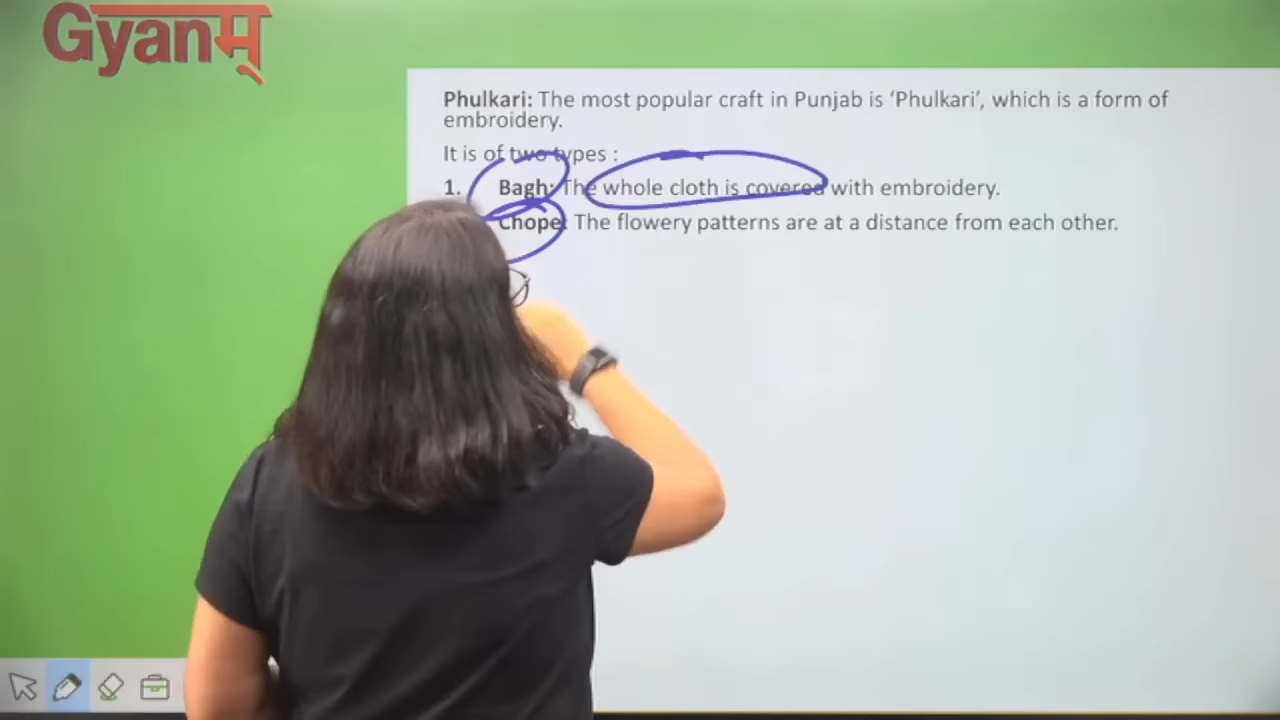 Gyanम्
Phulkari: The most popular craft in Punjab is ‘Phulkari’, which is a form of
embroidery.
It is of two types :
1. Bagh: The whole cloth is covered with embroidery.
Chope: The flowery patterns are at a distance from each other.